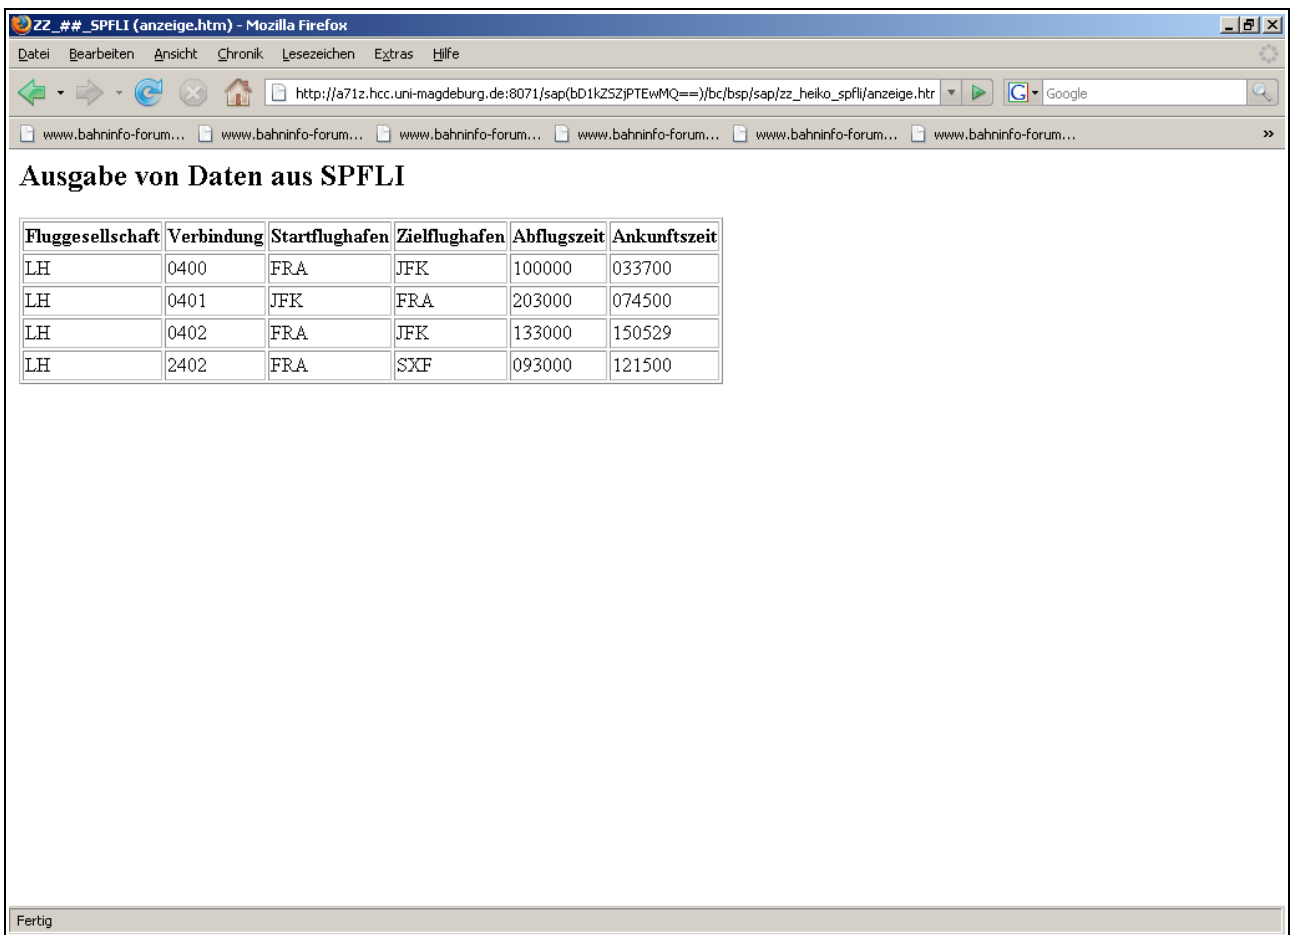 ZZ_##_SPFLI (anzeige.htm) - Mozilla Firefox
Datei Bearbeiten Ansicht Chronik Lesezeichen Extras Hilfe
http://a71z.hcc.uni-magdeburg.de:8071/sap(bD1kZSZjPTEwMQ==)/bc/bsp/sap/zz_heiko_spfli/anzeige.htr G Google
www.bahninfo-forum... www.bahninfo-forum... www.bahninfo-forum... www.bahninfo-forum... www.bahninfo-forum... www.bahninfo-forum... »
Ausgabe von Daten aus SPFLI
Fluggesellschaft Verbindung Startflughafen Zielflughafen Abflugszeit Ankunftszeit
LH 0400 FRA JFK 100000 033700
LH 0401 JFK FRA 203000 074500
LH 0402 FRA JFK 133000 150529
LH 2402 FRA SXF 093000 121500
Fertig